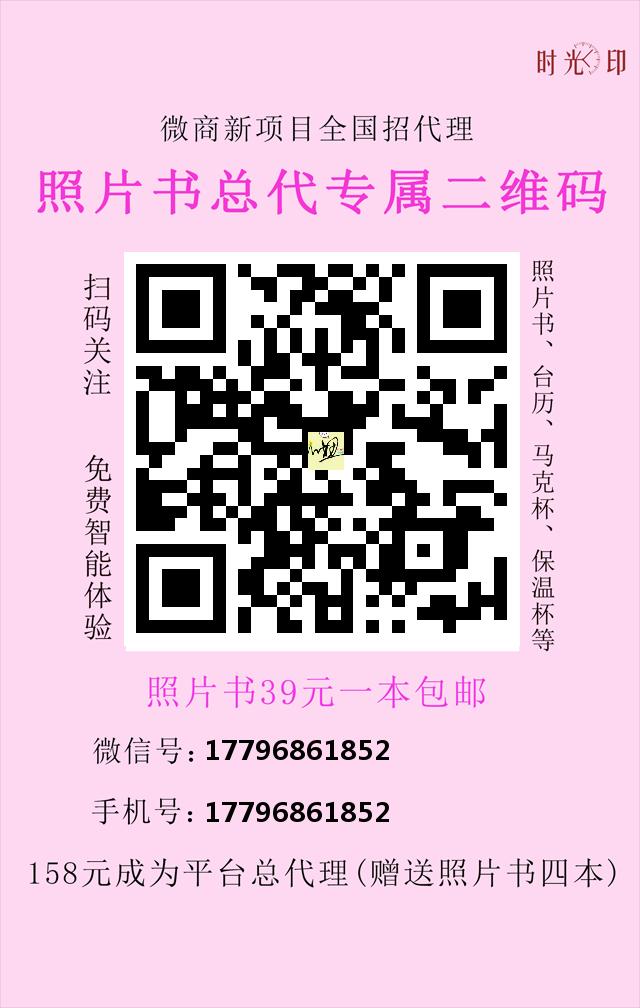 时光印
微商新项目全国招代理
照片书总代专属二维码
扫码关注 免费智能体验
照片书、台历、马克杯、保温杯等
照片书39元一本包邮
微信号:17796861852
手机号:17796861852
158元成为平台总代理(赠送照片书四本)